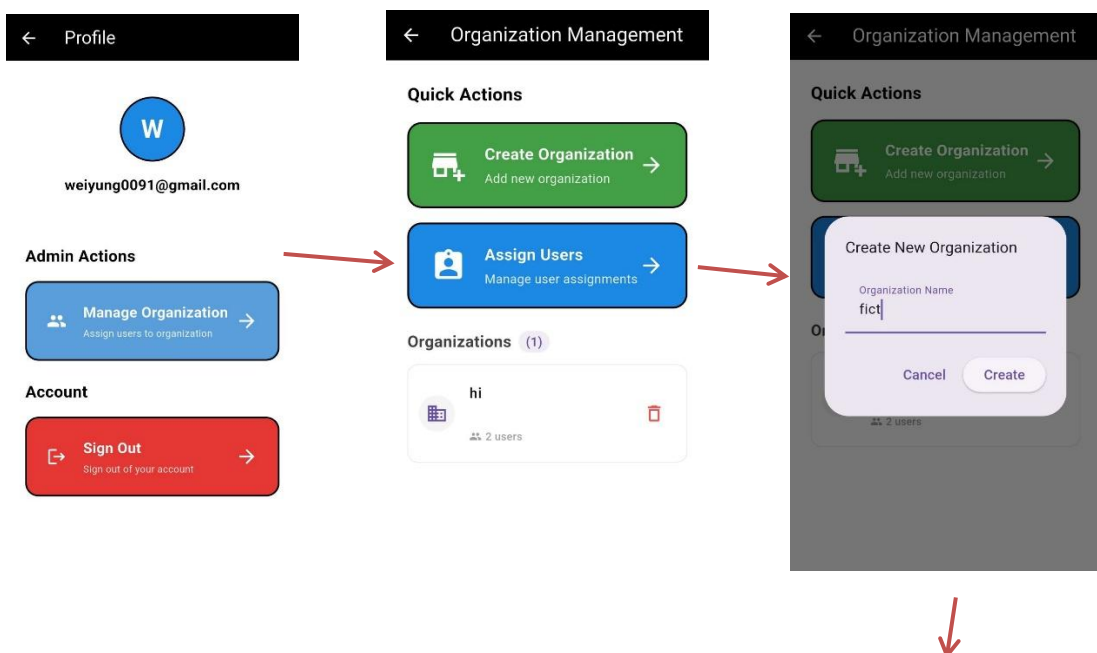 Profile
W
weiyung0091@gmail.com
Admin Actions
Manage Organization
Assign users to organization
Account
Sign Out
Sign out of your account
Organization Management
Quick Actions
Create Organization
Add new organization
Assign Users
Manage user assignments
Organizations (1)
hi
2 users
Organization Management
Quick Actions
Create Organization
Add new organization
Create New Organization
Organization Name
fict
Cancel Create
2 users